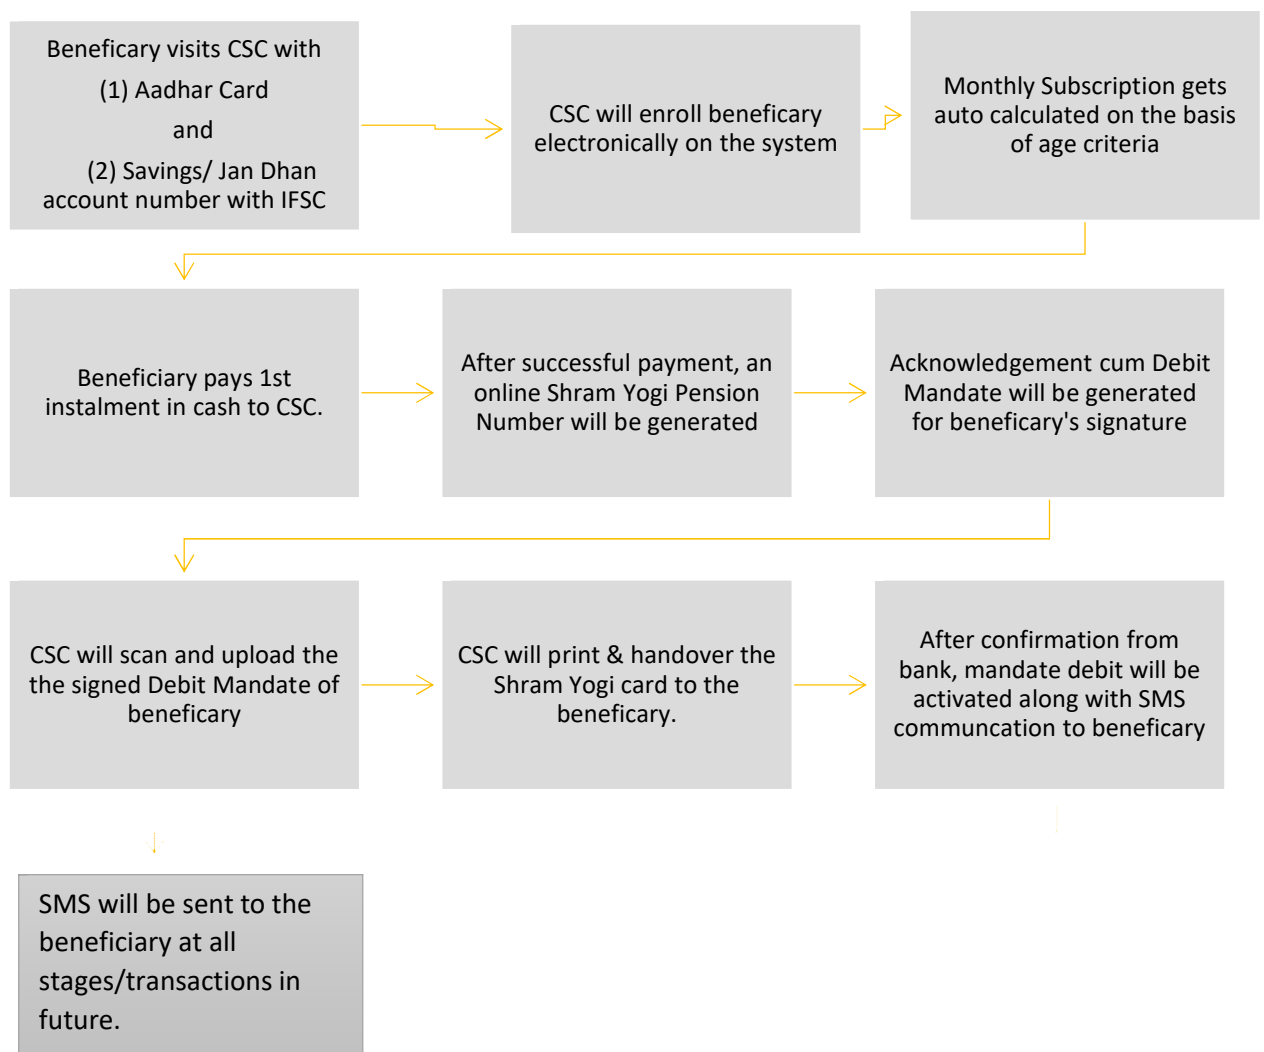 Beneficary visits CSC with
(1) Aadhar Card
and
(2) Savings/ Jan Dhan
account number with IFSC
CSC will enroll beneficary
electronically on the system
Monthly Subscription gets
auto calculated on the basis
of age criteria
Beneficiary pays 1st
instalment in cash to CSC.
After successful payment, an
online Shram Yogi Pension
Number will be generated
Acknowledgement cum Debit
Mandate will be generated
for beneficary's signature
CSC will scan and upload the
the signed Debit Mandate of
beneficary
CSC will print & handover the
Shram Yogi card to the
beneficary.
After confirmation from
bank, mandate debit will be
activated along with SMS
communcation to beneficary
SMS will be sent to the
beneficiary at all
stages/transactions in
future.